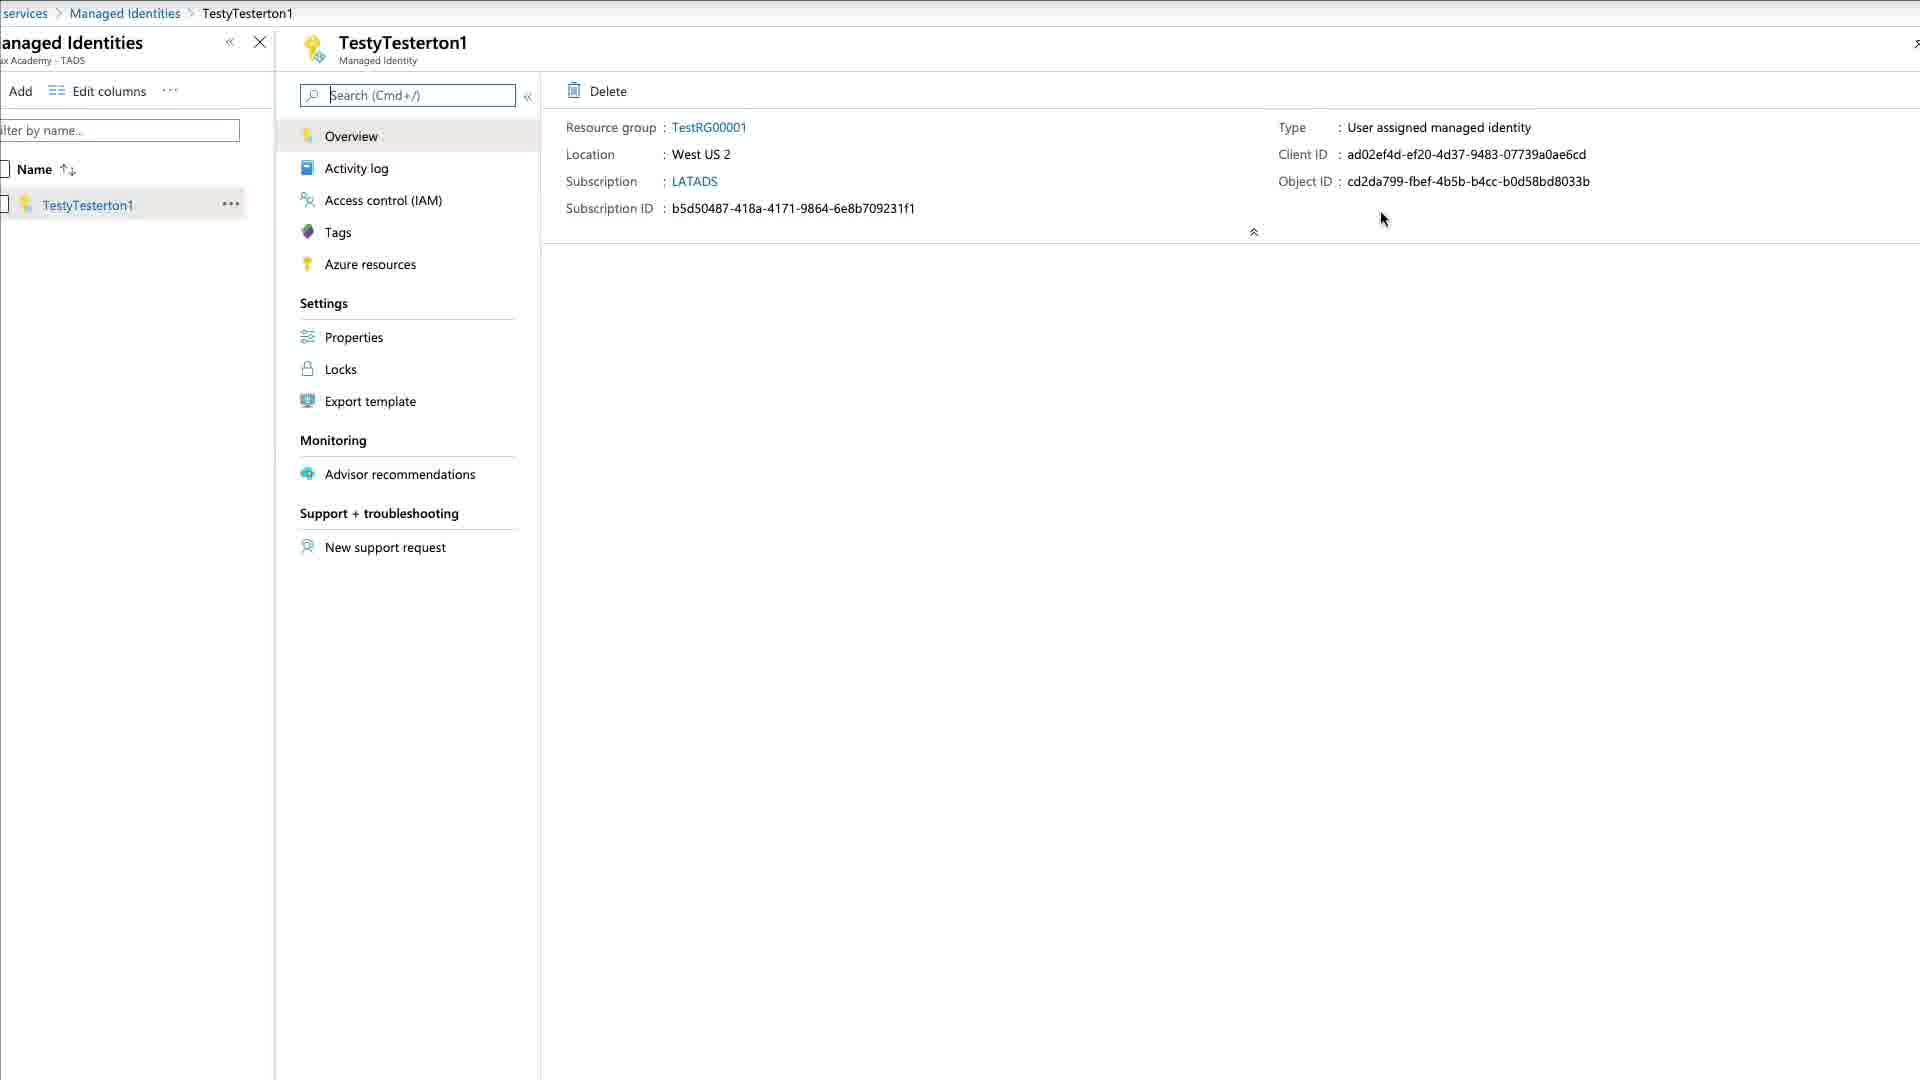 services > Managed Identities > TestyTesterton1
anaged Identities
ux Academy - TADS
Add Edit columns ...
ilter by name...
Name
TestyTesterton1 ...
TestyTesterton1
Managed Identity
Search (Cmd+/)
Overview
Activity log
Access control (IAM)
Tags
Azure resources
Settings
Properties
Locks
Export template
Monitoring
Advisor recommendations
Support + troubleshooting
New support request
Delete
Resource group : TestRG00001
Location : West US 2
Subscription : LATADS
Subscription ID : b5d50487-418a-4171-9864-6e8b709231f1
Type : User assigned managed identity
Client ID : ad02ef4d-ef20-4d37-9483-07739a0ae6cd
Object ID : cd2da799-fbef-4b5b-b4cc-b0d58bd8033b